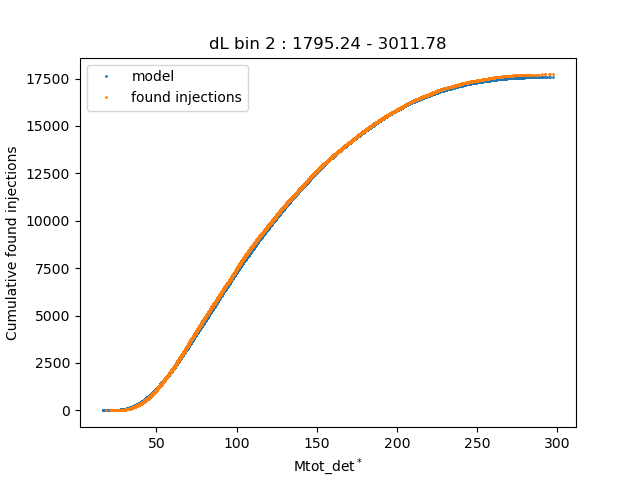 dL bin 2 : 1795.24 - 3011.78
model
found injections
17500
15000
12500
10000
7500
5000
2500
0
Cumulative found injections
50 100 150 200 250 300
Mtot_det*